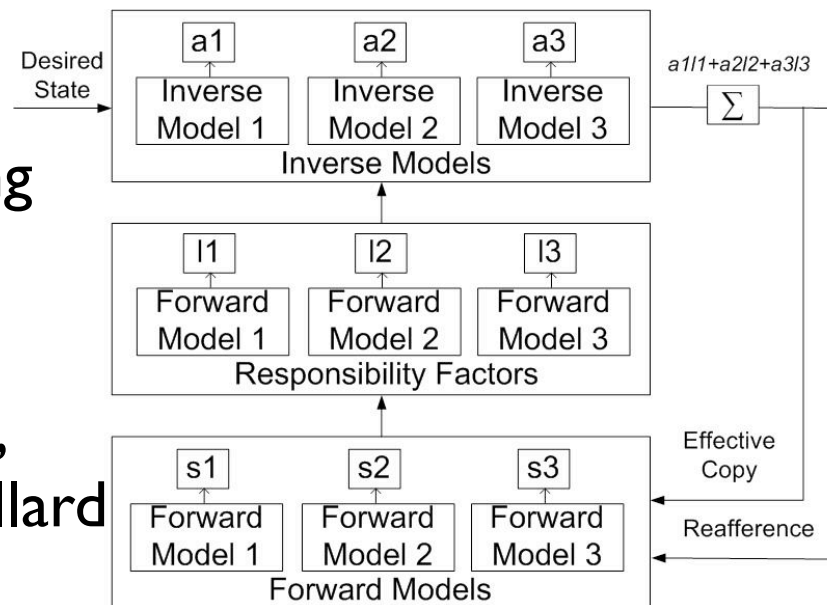 a1
a2
a3
Desired
State
Inverse
Model 1
Inverse
Model 2
Inverse
Model 3
Inverse Models
a1l1+a2l2+a3l3
Σ
l1
l2
l3
Forward
Model 1
Forward
Model 2
Forward
Model 3
Responsibility Factors
s1
s2
s3
Forward
Model 1
Forward
Model 2
Forward
Model 3
Forward Models
Effective
Copy
Reafference